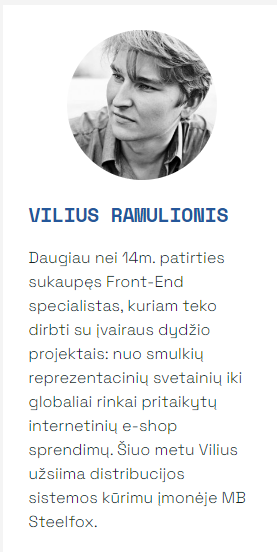 VILIUS RAMULIONIS
Daugiau nei 14m. patirties
sukaupęs Front-End
specialistas, kuriam teko
dirbti su įvairaus dydžio
projektais: nuo smulkių
reprezentacinių svetainių iki
globaliai rinkai pritaikytų
internetinių e-shop
sprendimų. Šiuo metu Vilius
užsiima distribucijos
sistemos kūrimu įmonėje MB
Steelfox.